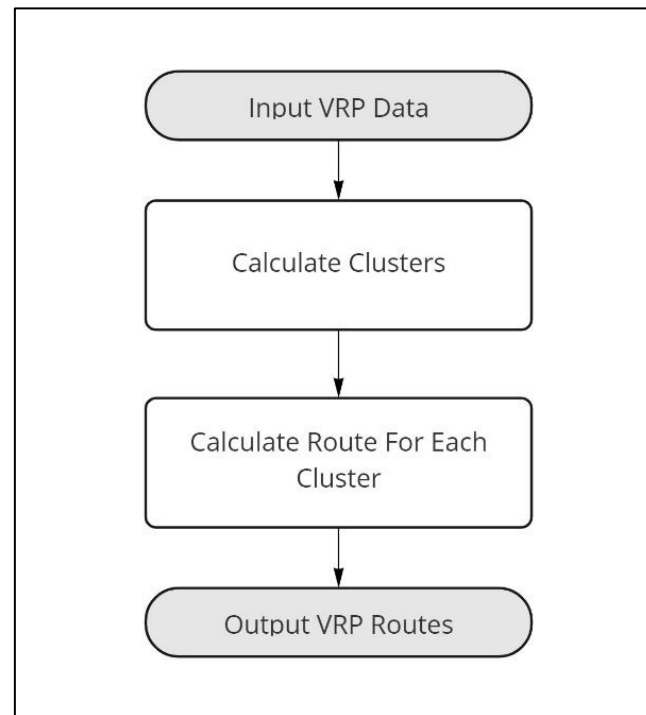 Input VRP Data
Calculate Clusters
Calculate Route For Each
Cluster
Output VRP Routes